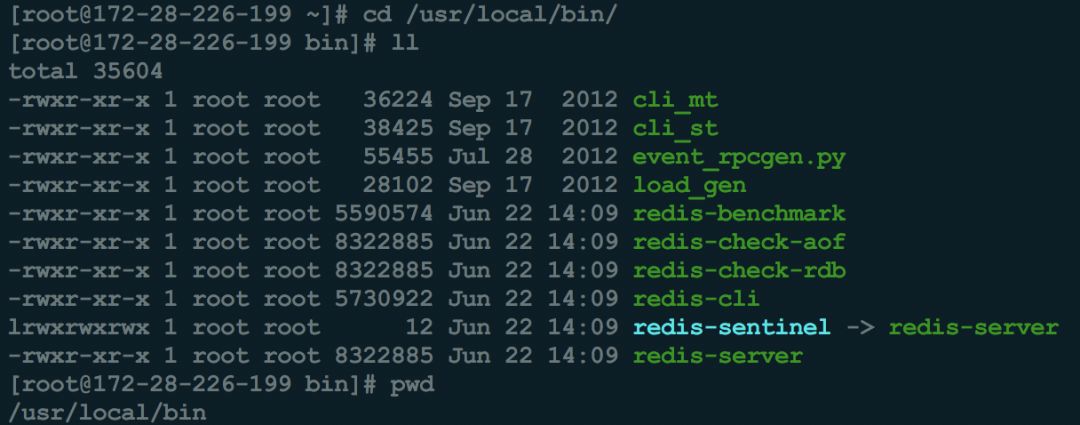 [root@172-28-226-199 ~]# cd /usr/local/bin/
[root@172-28-226-199 bin]# ll
total 35604
-rwxr-xr-x 1 root root   36224 Sep 17  2012 cli_mt
-rwxr-xr-x 1 root root   38425 Sep 17  2012 cli_st
-rwxr-xr-x 1 root root   55455 Jul 28  2012 event_rpcgen.py
-rwxr-xr-x 1 root root   28102 Sep 17  2012 load_gen
-rwxr-xr-x 1 root root 5590574 Jun 22 14:09 redis-benchmark
-rwxr-xr-x 1 root root 8322885 Jun 22 14:09 redis-check-aof
-rwxr-xr-x 1 root root 8322885 Jun 22 14:09 redis-check-rdb
-rwxr-xr-x 1 root root 5730922 Jun 22 14:09 redis-cli
lrwxrwxrwx 1 root root      12 Jun 22 14:09 redis-sentinel -> redis-server
-rwxr-xr-x 1 root root 8322885 Jun 22 14:09 redis-server
[root@172-28-226-199 bin]# pwd
/usr/local/bin